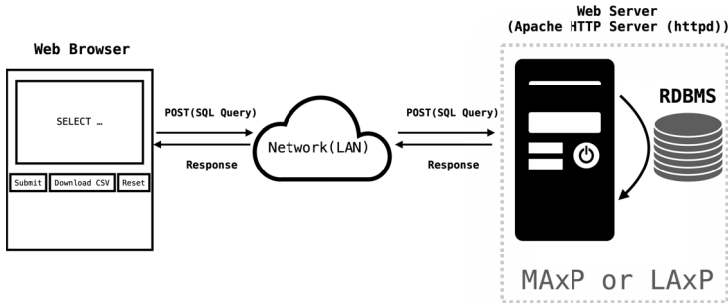 Web Server
(Apache HTTP Server (httpd))
Web Browser
SELECT …
Submit
Download CSV
Reset
POST(SQL Query)
Response
Network(LAN)
POST(SQL Query)
Response
RDBMS
MAxP or LAxP